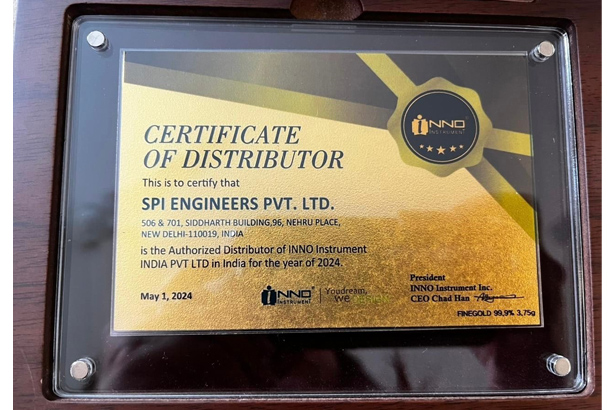 iNNO
INSTRUMENT
CERTIFICATE
OF DISTRIBUTOR
This is to certify that
SPI ENGINEERS PVT. LTD.
506 & 701, SIDDHARTH BUILDING,96, NEHRU PLACE,
NEW DELHI-110019, INDIA
is the Authorized Distributor of INNO Instrument
INDIA PVT LTD in India for the year of 2024.
May 1, 2024
iNNO
INSTRUMENT
Youdream,
we
President
INNO Instrument Inc.
CEO Chad Han
FINEGOLD 99,9% 3,75g